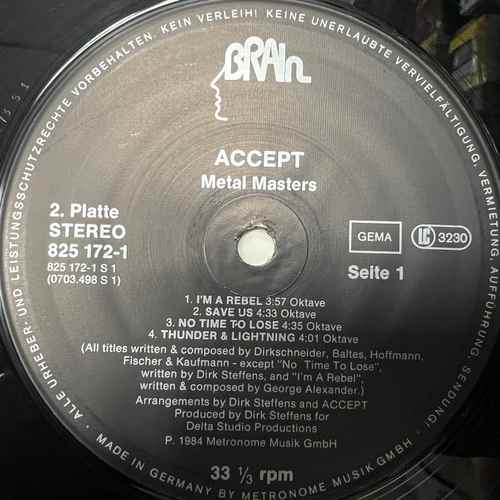 BRAIN
ACCEPT
Metal Masters
2. Platte
STEREO
825 172-1
825 172-1 S 1
(0703.498 S 1)
GEMA
LC 3230
Seite 1
1. I'M A REBEL 3:57 Oktave
2. SAVE US 4:33 Oktave
3. NO TIME TO LOSE 4:35 Oktave
4. THUNDER & LIGHTNING 4:01 Oktave
(All titles written & composed by Dirkschneider, Baltes, Hoffmann,
Fischer & Kaufmann - except "No Time To Lose",
written by Dirk Steffens, and "I'm A Rebel";
written & composed by George Alexander.)
Arrangements by Dirk Steffens and ACCEPT
Produced by Dirk Steffens for
Delta Studio Productions
P. 1984 Metronome Musik GmbH
33 1/3 rpm
· ALLE URHEBER- UND LEISTUNGSSCHUTZRECHTE VORBEHALTEN. KEIN VERLEIH! KEINE UNERLAUBTE VERVIELFÄLTIGUNG, VERMIETUNG, AUFFÜHRUNG, SENDUNG! ·
MADE IN GERMANY BY METRONOME MUSIK GMBH